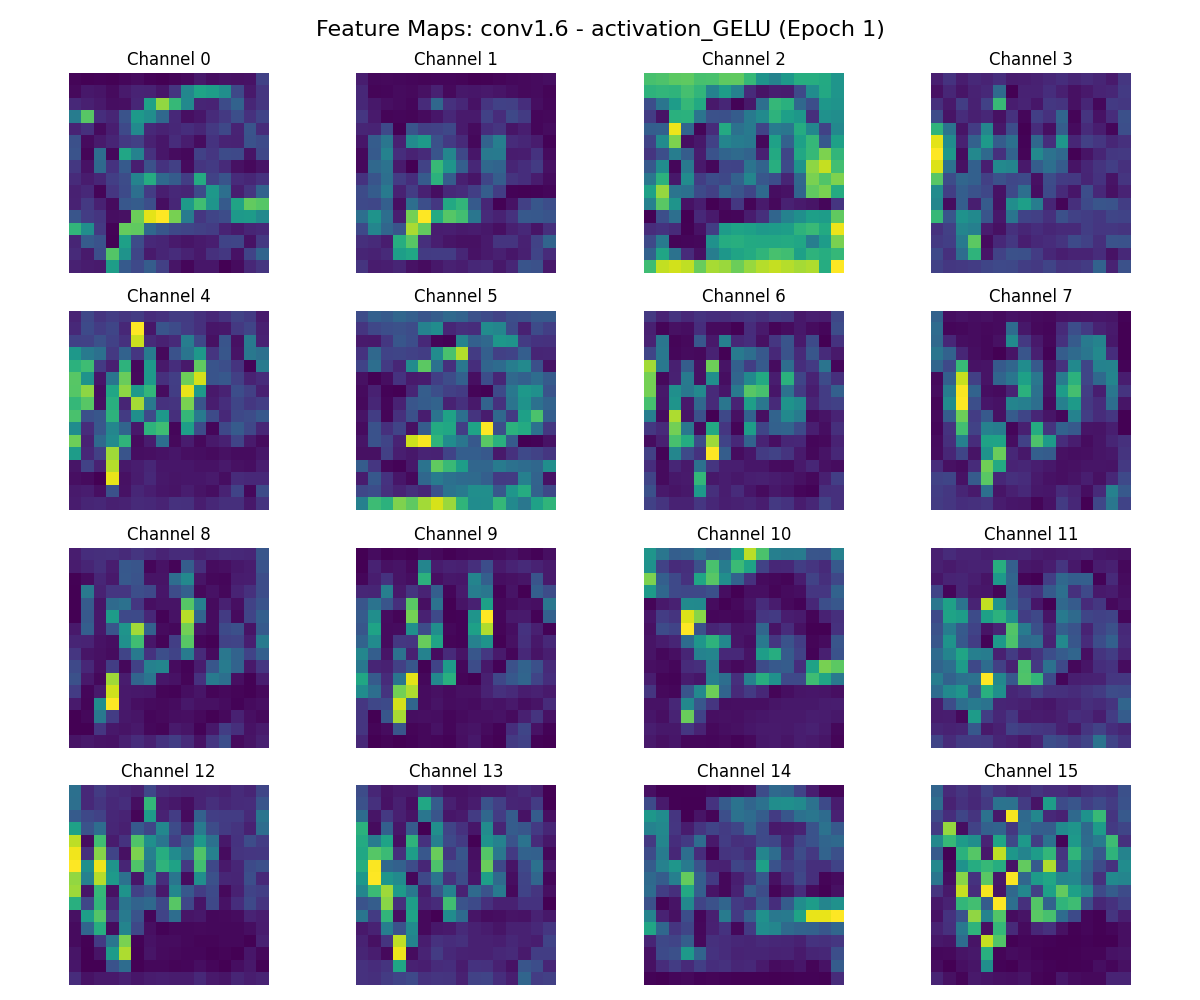 Feature Maps: conv1.6 - activation_GELU (Epoch 1)
Channel 0
Channel 1
Channel 2
Channel 3
Channel 4
Channel 5
Channel 6
Channel 7
Channel 8
Channel 9
Channel 10
Channel 11
Channel 12
Channel 13
Channel 14
Channel 15